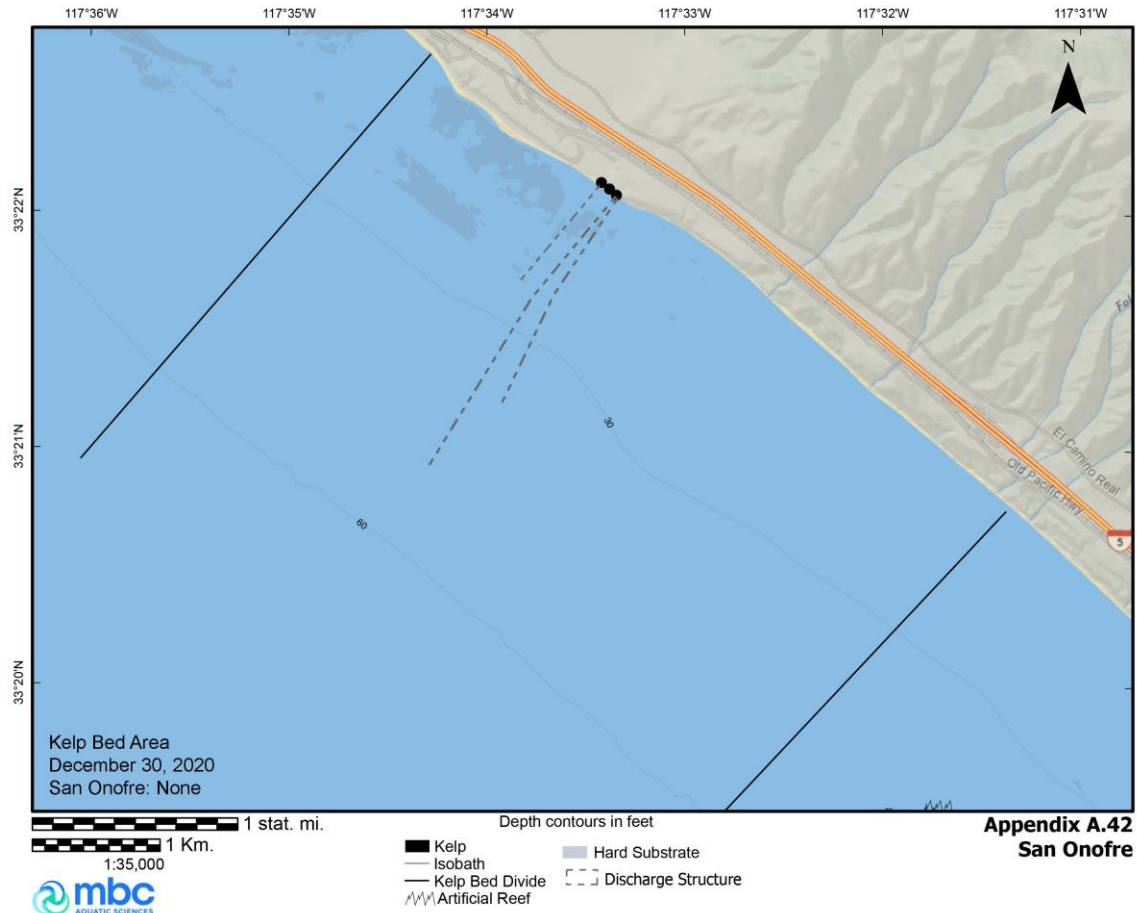 117°36'W
117°35'W
117°34'W
117°33'W
117°32'W
117°31'W
N
33°22'N
33°21'N
33°20'N
30
60
El Camino Real
Old Pacific Hwy
5
Kelp Bed Area
December 30, 2020
San Onofre: None
1 stat. mi.
1 Km.
1:35,000
mbc
AQUATIC SCIENCES
Depth contours in feet
Kelp
Isobath
Kelp Bed Divide
Artificial Reef
Hard Substrate
Discharge Structure
Appendix A.42
San Onofre